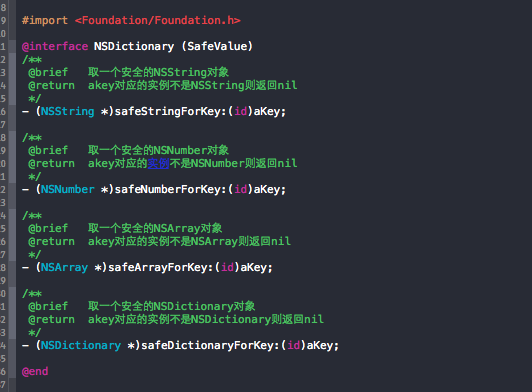 #import <Foundation/Foundation.h>
@interface NSDictionary (SafeValue)
/**
@brief 取一个安全的NSString对象
@return akey对应的实例不是NSString则返回nil
*/
- (NSString *)safeStringForKey:(id)aKey;
/**
@brief 取一个安全的NSNumber对象
@return akey对应的实例不是NSNumber则返回nil
*/
- (NSNumber *)safeNumberForKey:(id)aKey;
/**
@brief 取一个安全的NSArray对象
@return akey对应的实例不是NSArray则返回nil
*/
- (NSArray *)safeArrayForKey:(id)aKey;
/**
@brief 取一个安全的NSDictionary对象
@return akey对应的实例不是NSDictionary则返回nil
*/
- (NSDictionary *)safeDictionaryForKey:(id)aKey;
@end